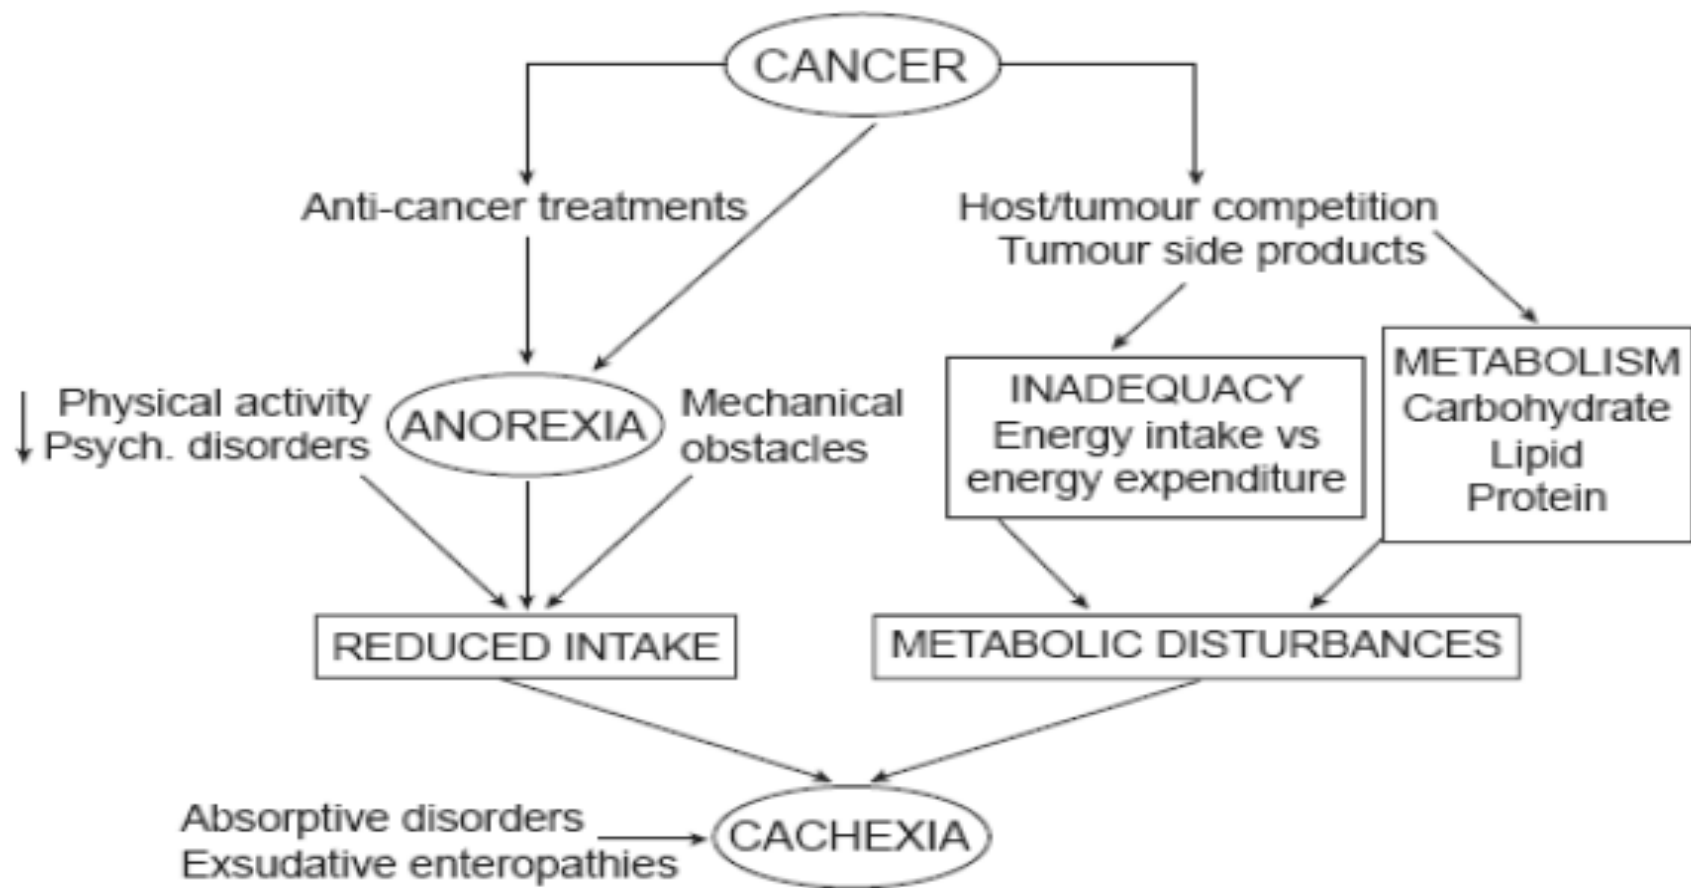 CANCER
Anti-cancer treatments
Host/tumour competition
Tumour side products
Physical activity
Psych. disorders
ANOREXIA
Mechanical
obstacles
INADEQUACY
Energy intake vs
energy expenditure
METABOLISM
Carbohydrate
Lipid
Protein
REDUCED INTAKE
METABOLIC DISTURBANCES
Absorptive disorders
Exsudative enteropathies
CACHEXIA